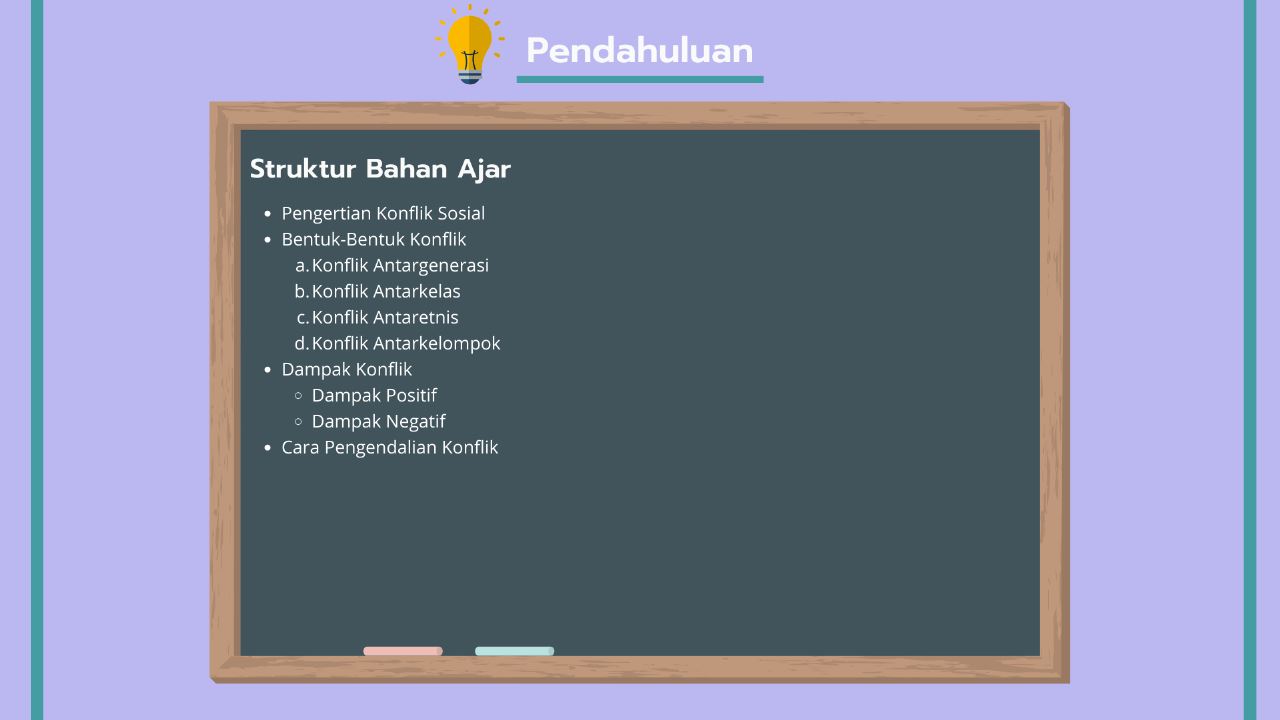 Pendahuluan
Struktur Bahan Ajar
• Pengertian Konflik Sosial
• Bentuk-Bentuk Konflik
a. Konflik Antargenerasi
b. Konflik Antarkelas
c. Konflik Antaretnis
d. Konflik Antarkelompok
• Dampak Konflik
○ Dampak Positif
○ Dampak Negatif
• Cara Pengendalian Konflik